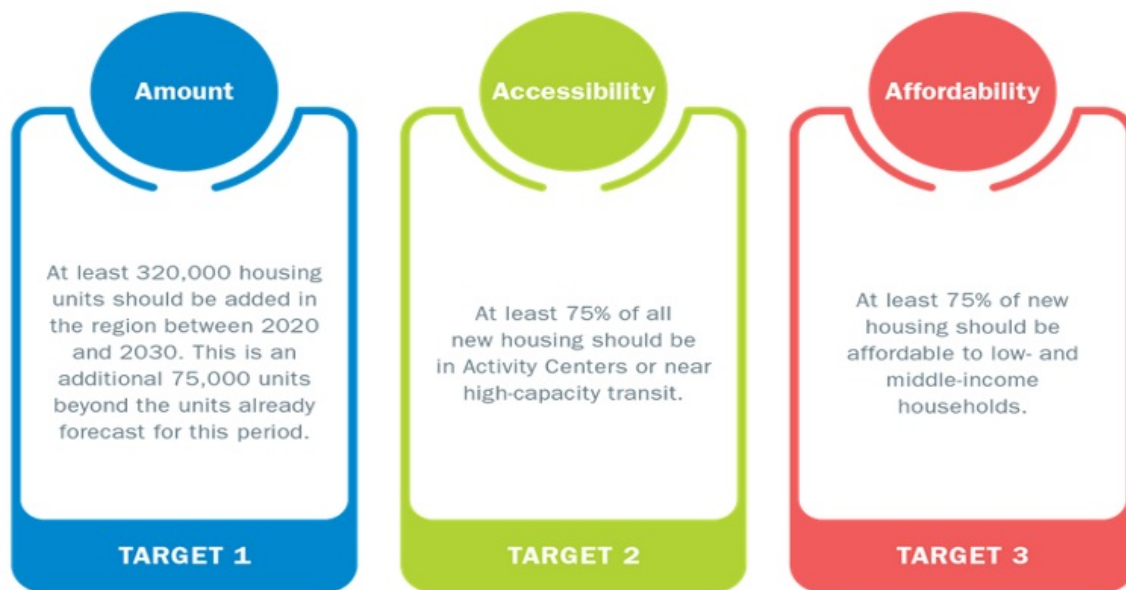 Amount
At least 320,000 housing
units should be added in
the region between 2020
and 2030. This is an
additional 75,000 units
beyond the units already
forecast for this period.
TARGET 1
Accessibility
At least 75% of all
new housing should be
in Activity Centers or near
high-capacity transit.
TARGET 2
Affordability
At least 75% of new
housing should be
affordable to low- and
middle-income
households.
TARGET 3